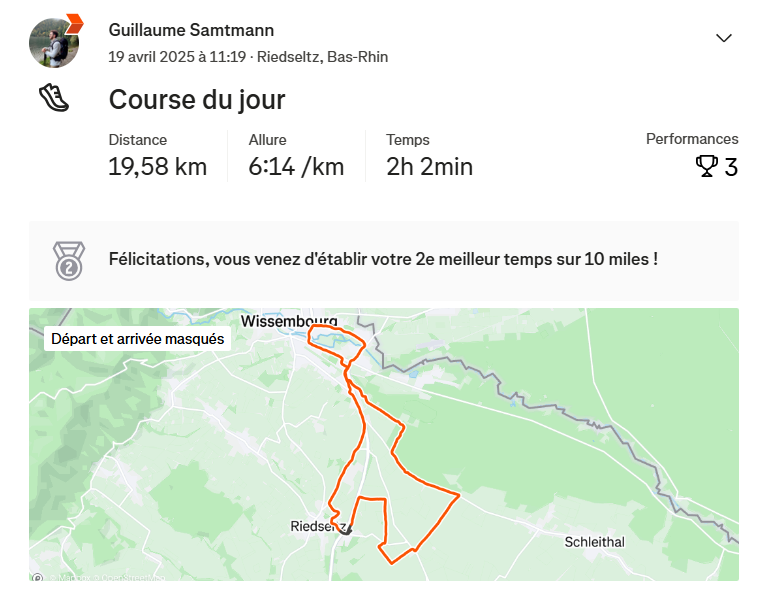 Guillaume Samtmann
19 avril 2025 à 11:19 · Riedseltz, Bas-Rhin
Course du jour
Distance
19,58 km
Allure
6:14 /km
Temps
2h 2min
Performances
3
2
Félicitations, vous venez d'établir votre 2e meilleur temps sur 10 miles !
Départ et arrivée masqués
Wissembourg
Riedseltz
Schleithal